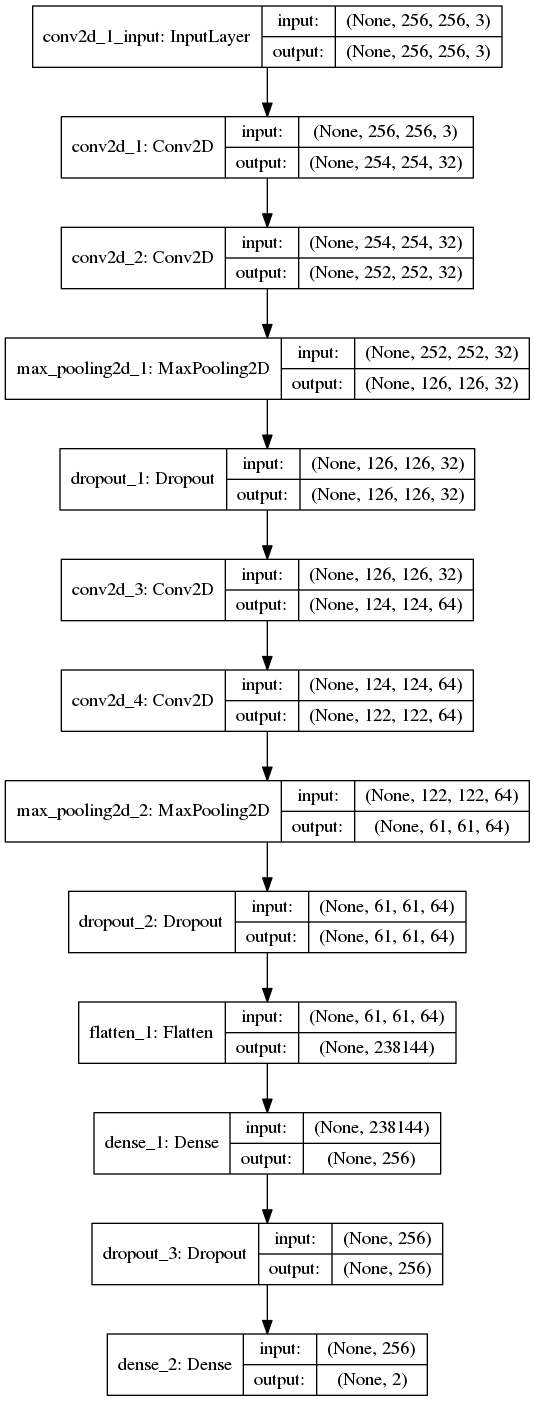 conv2d_1_input: InputLayer
input: (None, 256, 256, 3)
output: (None, 256, 256, 3)
conv2d_1: Conv2D
input: (None, 256, 256, 3)
output: (None, 254, 254, 32)
conv2d_2: Conv2D
input: (None, 254, 254, 32)
output: (None, 252, 252, 32)
max_pooling2d_1: MaxPooling2D
input: (None, 252, 252, 32)
output: (None, 126, 126, 32)
dropout_1: Dropout
input: (None, 126, 126, 32)
output: (None, 126, 126, 32)
conv2d_3: Conv2D
input: (None, 126, 126, 32)
output: (None, 124, 124, 64)
conv2d_4: Conv2D
input: (None, 124, 124, 64)
output: (None, 122, 122, 64)
max_pooling2d_2: MaxPooling2D
input: (None, 122, 122, 64)
output: (None, 61, 61, 64)
dropout_2: Dropout
input: (None, 61, 61, 64)
output: (None, 61, 61, 64)
flatten_1: Flatten
input: (None, 61, 61, 64)
output: (None, 238144)
dense_1: Dense
input: (None, 238144)
output: (None, 256)
dropout_3: Dropout
input: (None, 256)
output: (None, 256)
dense_2: Dense
input: (None, 256)
output: (None, 2)